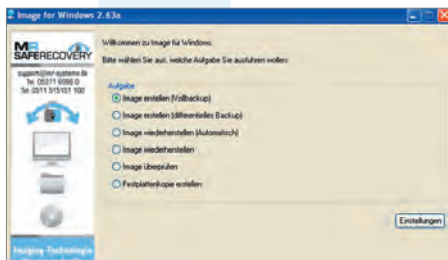 Image for Windows 2.63a
MR
SAFERECOVERY
support@mr-systeme.de
Tel. 05271 6998 0
Tel. 0511 515151 100
Willkommen zu Image für Windows.
Bitte wählen Sie aus, welche Aufgabe Sie ausführen wollen:
Aufgabe
Image erstellen (Vollbackup)
Image erstellen (differentielles Backup)
Image wiederherstellen (Automatisch)
Image wiederherstellen
Image überprüfen
Festplattenkopie erstellen
Einstellungen
Imaging-Technologie